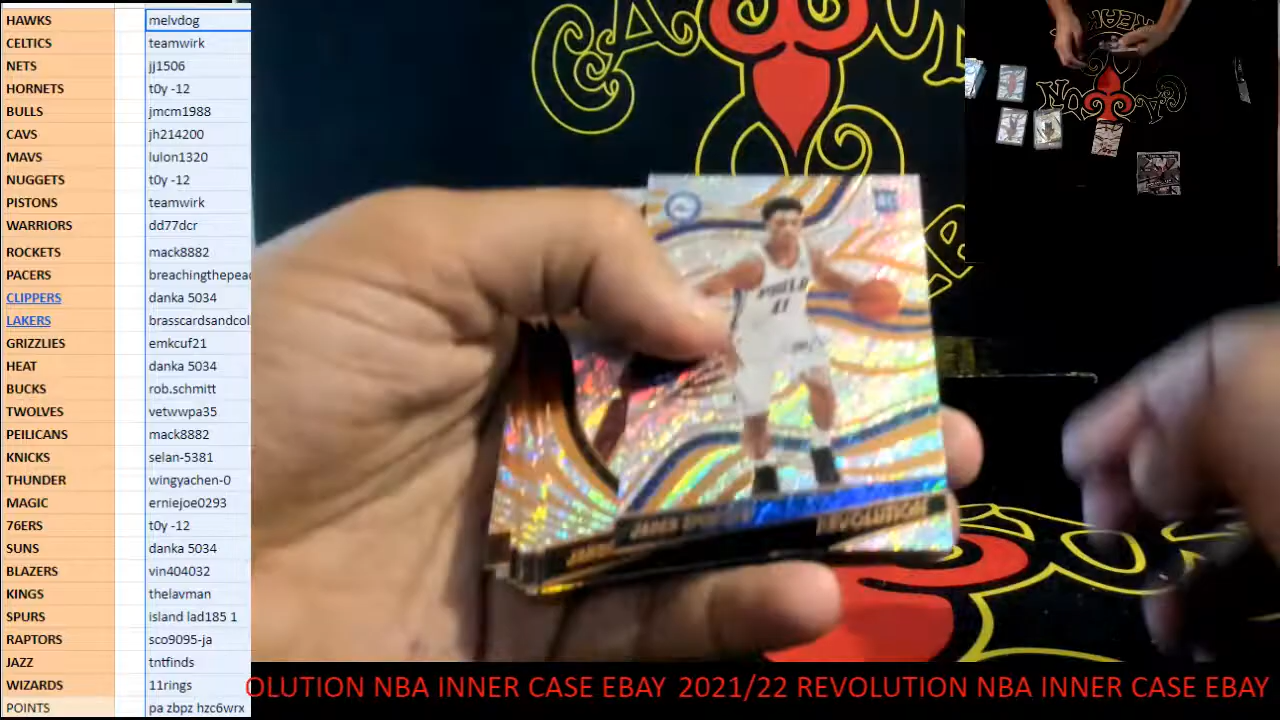 HAWKS melvdog
CELTICS teamwirk
NETS jj1506
HORNETS t0y -12
BULLS jmcm1988
CAVS jh214200
MAVS lulon1320
NUGGETS t0y -12
PISTONS teamwirk
WARRIORS dd77dcr
ROCKETS mack8882
PACERS breachingthepeac
CLIPPERS danka 5034
LAKERS brasscardsandcol
GRIZZLIES emkcuf21
HEAT danka 5034
BUCKS rob.schmitt
TWOLVES vetwwpa35
PEILICANS mack8882
KNICKS selan-5381
THUNDER wingyachen-0
MAGIC erniejoe0293
76ERS t0y -12
SUNS danka 5034
BLAZERS vin404032
KINGS thelavman
SPURS island lad185 1
RAPTORS sco9095-ja
JAZZ tntfinds
WIZARDS 11rings
POINTS pa zbpz hzc6wrx
PHILA
11
JADEN
REVOLUTION
OLUTION NBA INNER CASE EBAY 2021/22 REVOLUTION NBA INNER CASE EBAY